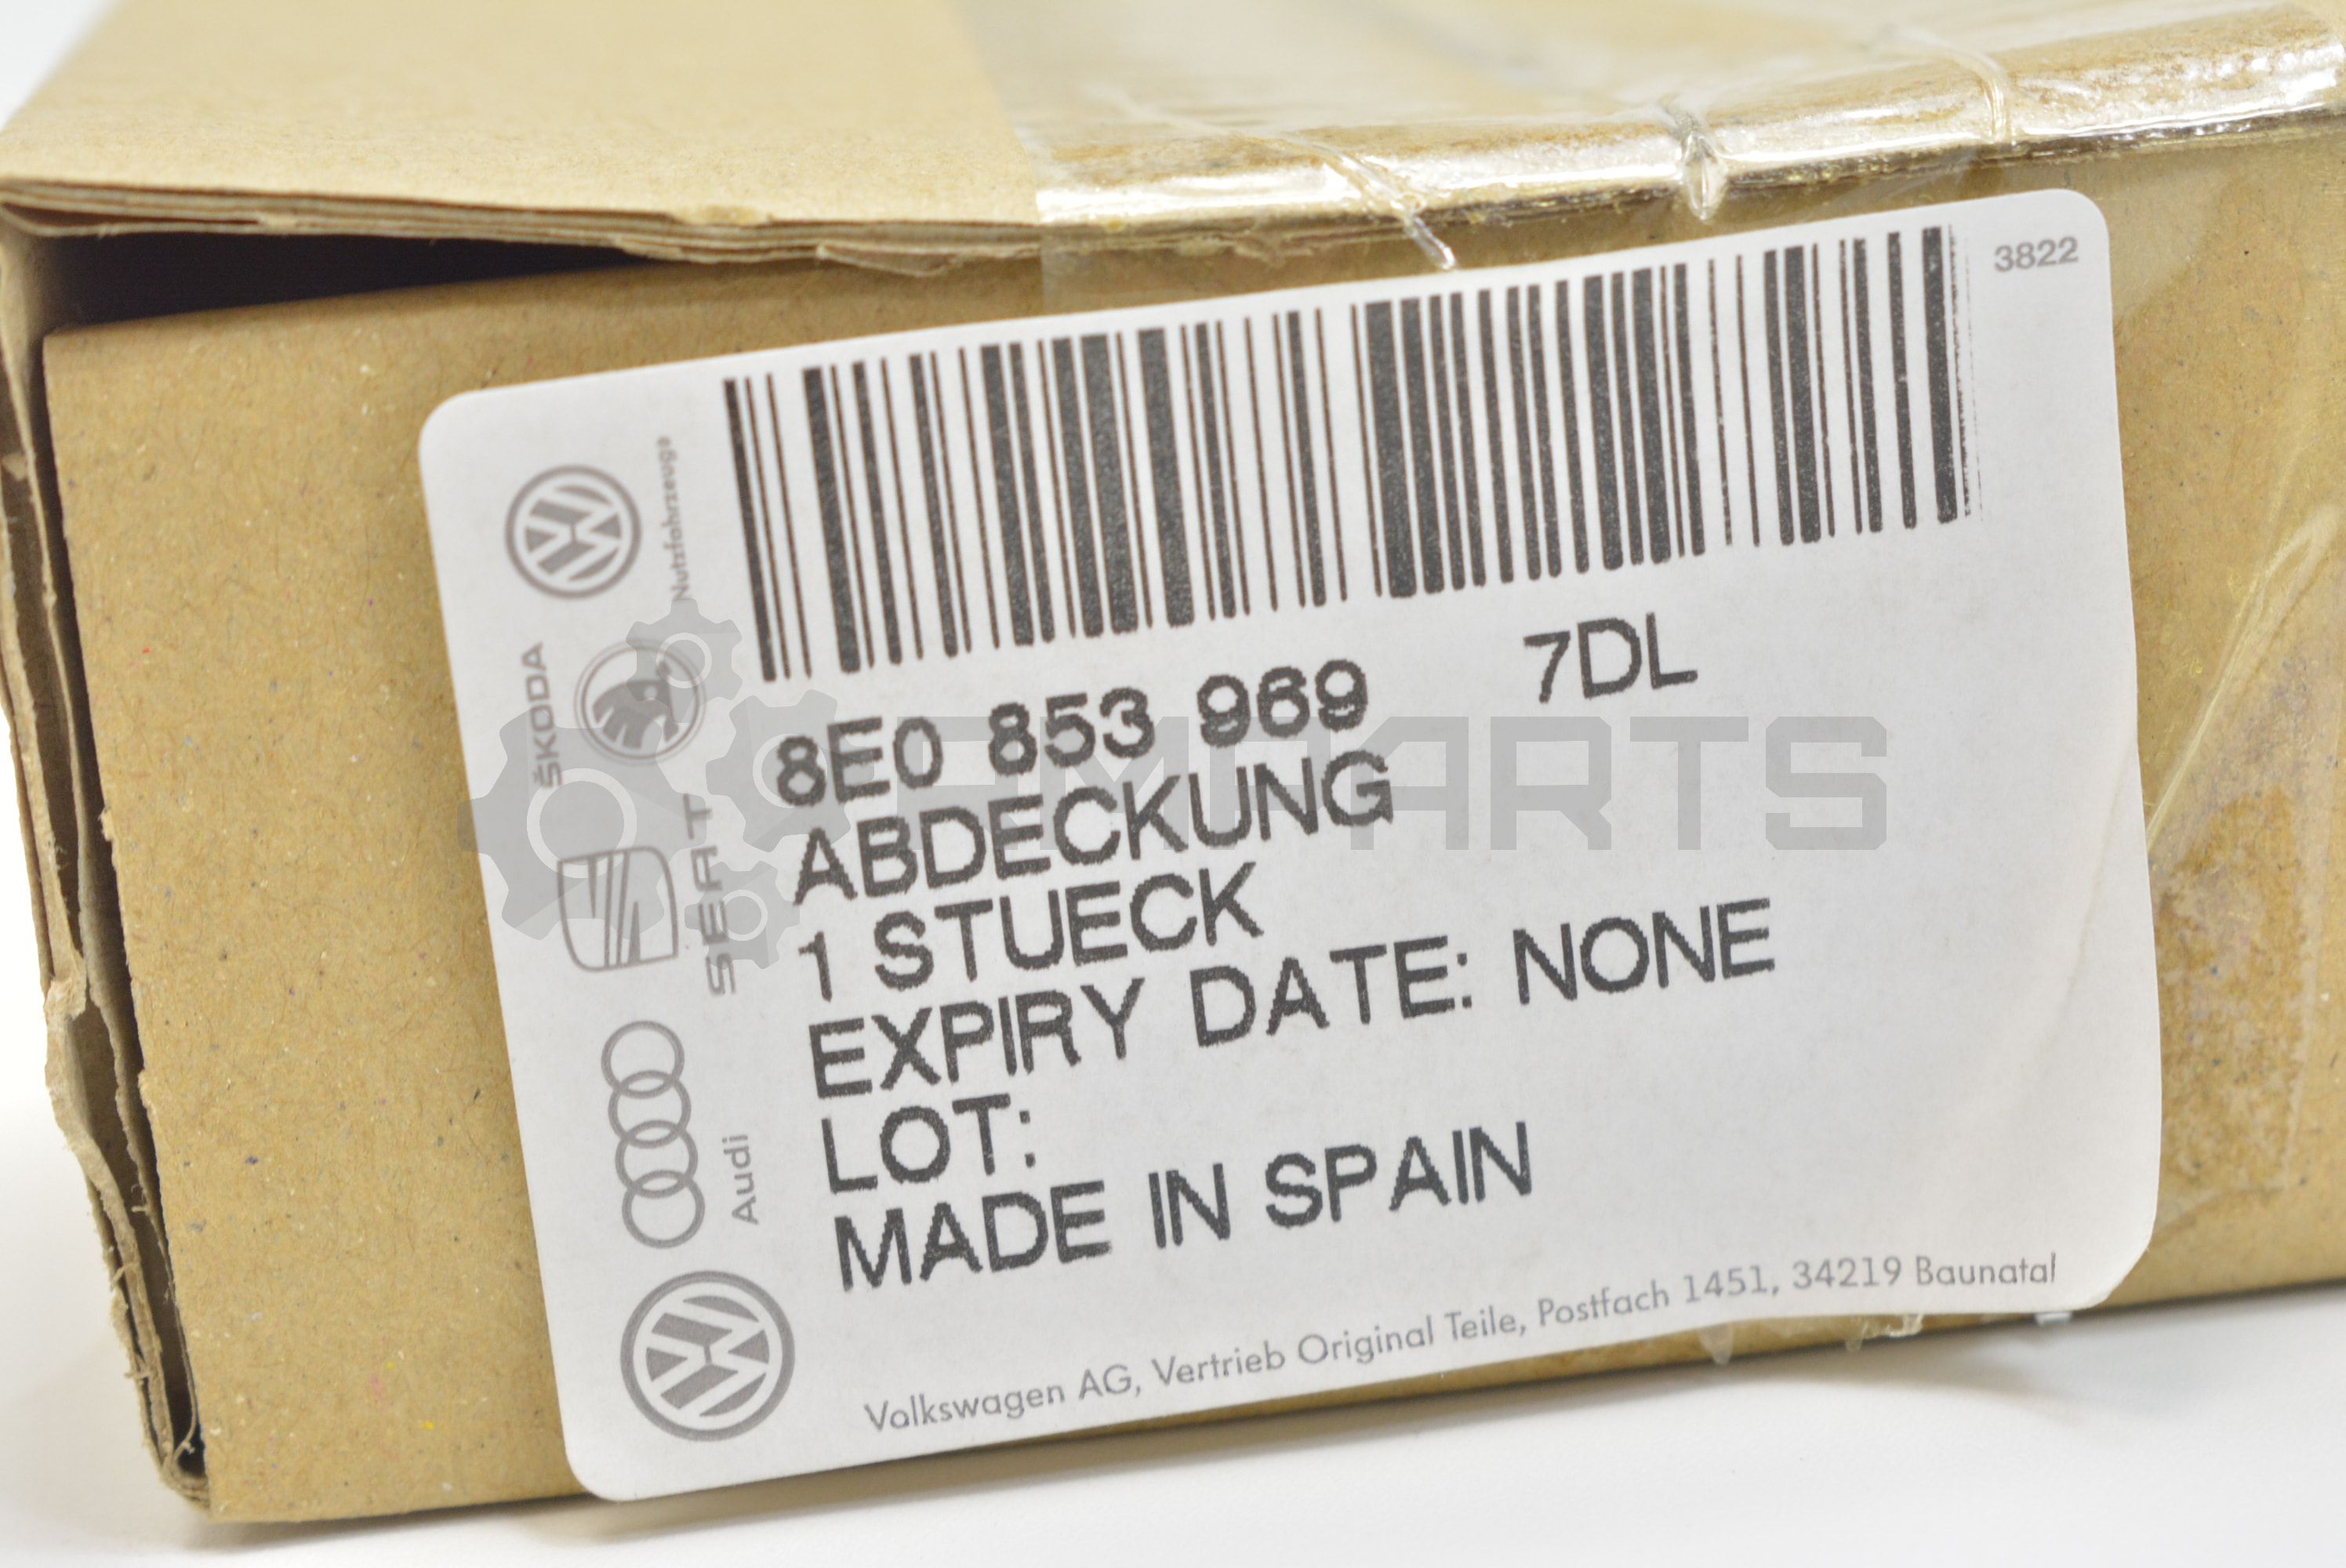 3822
Nutzfahrzeuge
ŠKODA
SEAT
Audi
8E0 853 969 7DL
ABDECKUNG
1 STUECK
EXPIRY DATE: NONE
LOT:
MADE IN SPAIN
Volkswagen AG, Vertrieb Original Teile, Postfach 1451, 34219 Baunatal